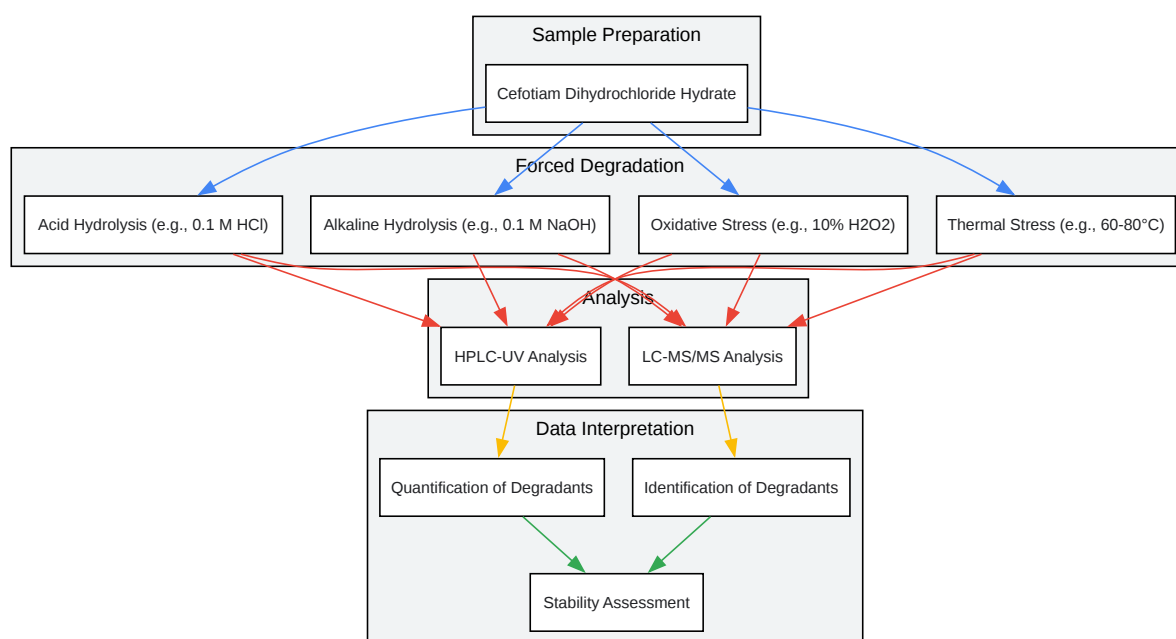 Sample Preparation
Cefotiam Dihydrochloride Hydrate
Forced Degradation
Acid Hydrolysis (e.g., 0.1 M HCl)
Alkaline Hydrolysis (e.g., 0.1 M NaOH)
Oxidative Stress (e.g., 10% H2O2)
Thermal Stress (e.g., 60-80°C)
Analysis
HPLC-UV Analysis
LC-MS/MS Analysis
Data Interpretation
Quantification of Degradants
Identification of Degradants
Stability Assessment